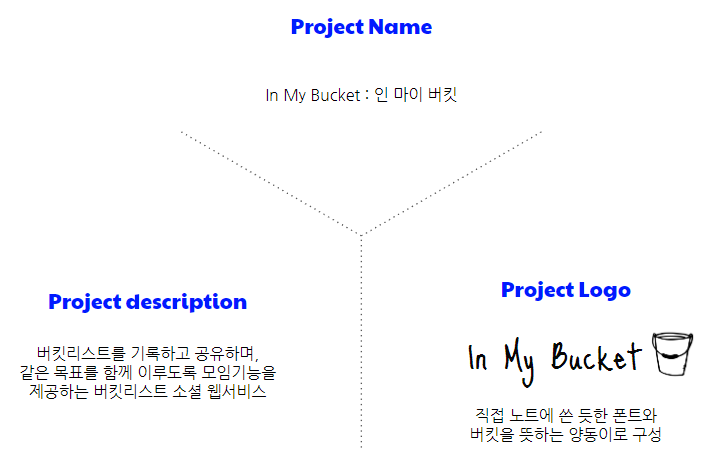 Project Name
In My Bucket : 인 마이 버킷
Project description
버킷리스트를 기록하고 공유하며,
같은 목표를 함께 이루도록 모임기능을
제공하는 버킷리스트 소셜 웹서비스
Project Logo
In My Bucket
직접 노트에 쓴 듯한 폰트와
버킷을 뜻하는 양동이로 구성